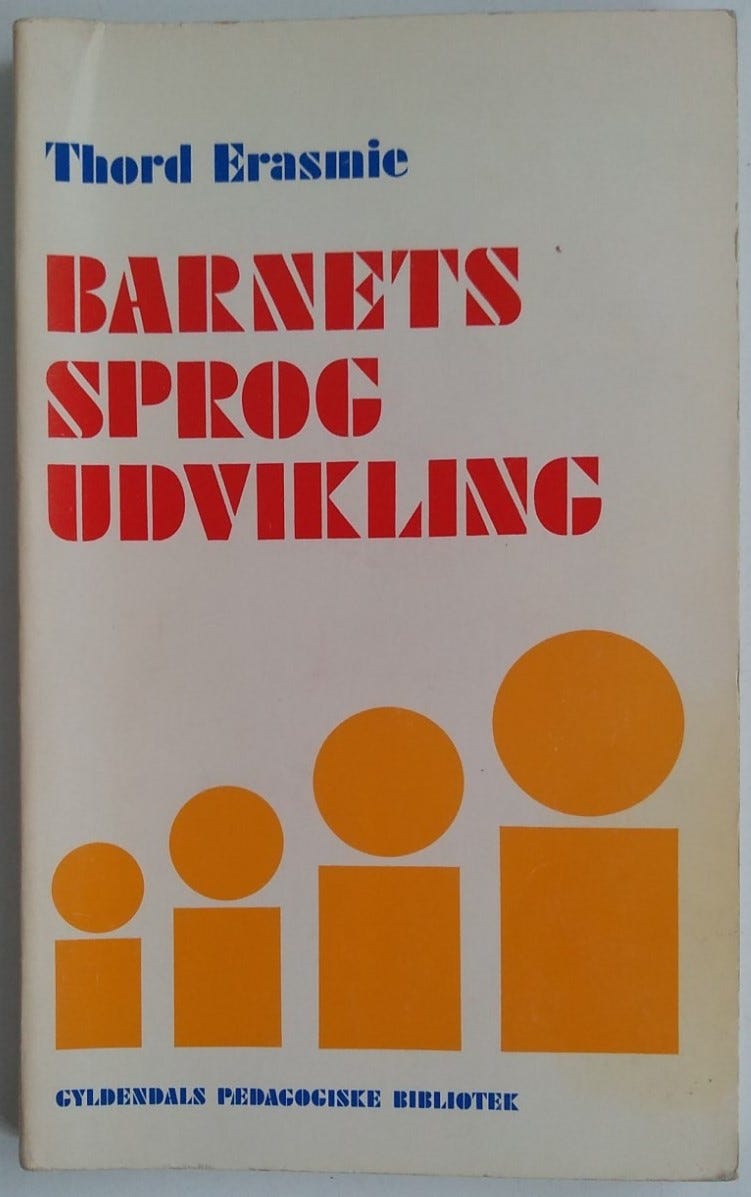 Thord Erasmie
BARNETS
SPROG
UDVIKLING
GYLDENDALS PÆDAGOGISKE BIBLIOTEK